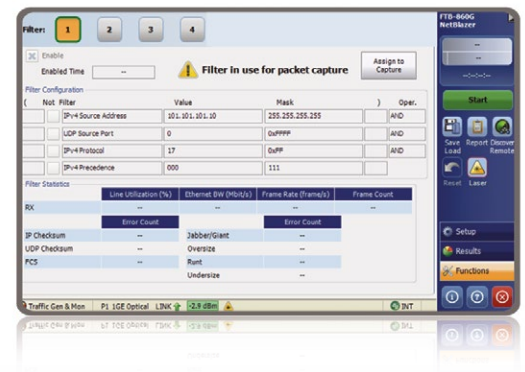 FTB-860G
NetBlazer
Filter: 1 2 3 4
Enable
Enabled Time --
Filter in use for packet capture
Assign to
Capture
Filter Configuration
( Not Filter Value Mask ) Oper.
IPv4 Source Address 101.101.101.10 255.255.255.255 AND
UDP Source Port 0 0xFFFF AND
IPv4 Protocol 17 0xFF AND
IPv4 Precedence 000 111
Filter Statistics
Line Utilization (%) Ethernet BW (Mbit/s) Frame Rate (frame/s) Frame Count
RX -- -- -- --
Error Count Error Count
IP Checksum -- Jabber/Giant --
UDP Checksum -- Oversize --
FCS -- Runt --
Undersize --
Traffic Gen & Mon P1 1GE Optical LINK -2.9 dBm INT
--
--
--:--:--
Start
Save
Load
Report
Discover
Remote
Reset
Laser
Setup
Results
Functions